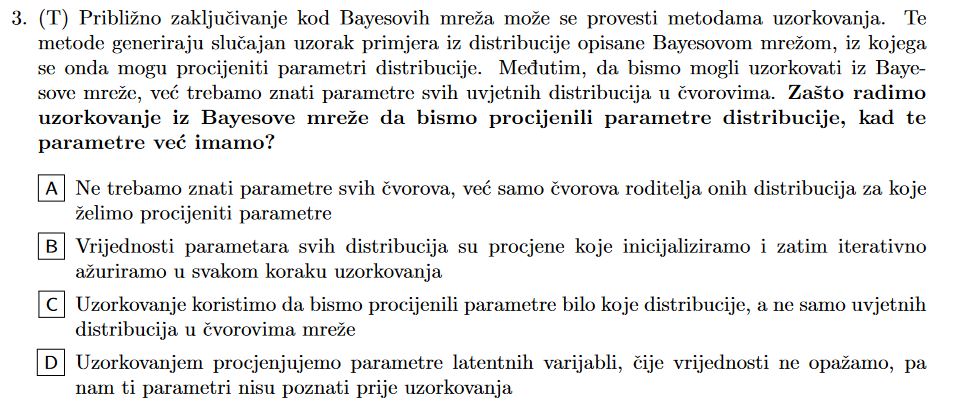 3. (T) Približno zaključivanje kod Bayesovih mreža može se provesti metodama uzorkovanja. Te
metode generiraju slučajan uzorak primjera iz distribucije opisane Bayesovom mrežom, iz kojega
se onda mogu procijeniti parametri distribucije. Međutim, da bismo mogli uzorkovati iz Baye-
sove mreže, već trebamo znati parametre svih uvjetnih distribucija u čvorovima. Zašto radimo
uzorkovanje iz Bayesove mreže da bismo procijenili parametre distribucije, kad te
parametre već imamo?
A Ne trebamo znati parametre svih čvorova, već samo čvorova roditelja onih distribucija za koje
želimo procijeniti parametre
B Vrijednosti parametara svih distribucija su procjene koje inicijaliziramo i zatim iterativno
ažuriramo u svakom koraku uzorkovanja
C Uzorkovanje koristimo da bismo procijenili parametre bilo koje distribucije, a ne samo uvjetnih
distribucija u čvorovima mreže
D Uzorkovanjem procjenjujemo parametre latentnih varijabli, čije vrijednosti ne opažamo, pa
nam ti parametri nisu poznati prije uzorkovanja